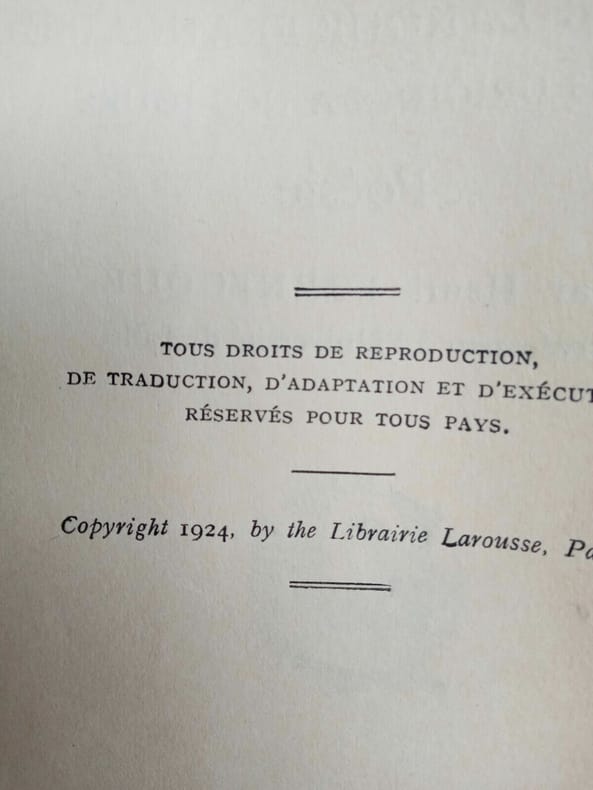 TOUS DROITS DE REPRODUCTION,
DE TRADUCTION, D'ADAPTATION ET D'EXÉCUT
RÉSERVÉS POUR TOUS PAYS.
Copyright 1924, by the Librairie Larousse, Pa